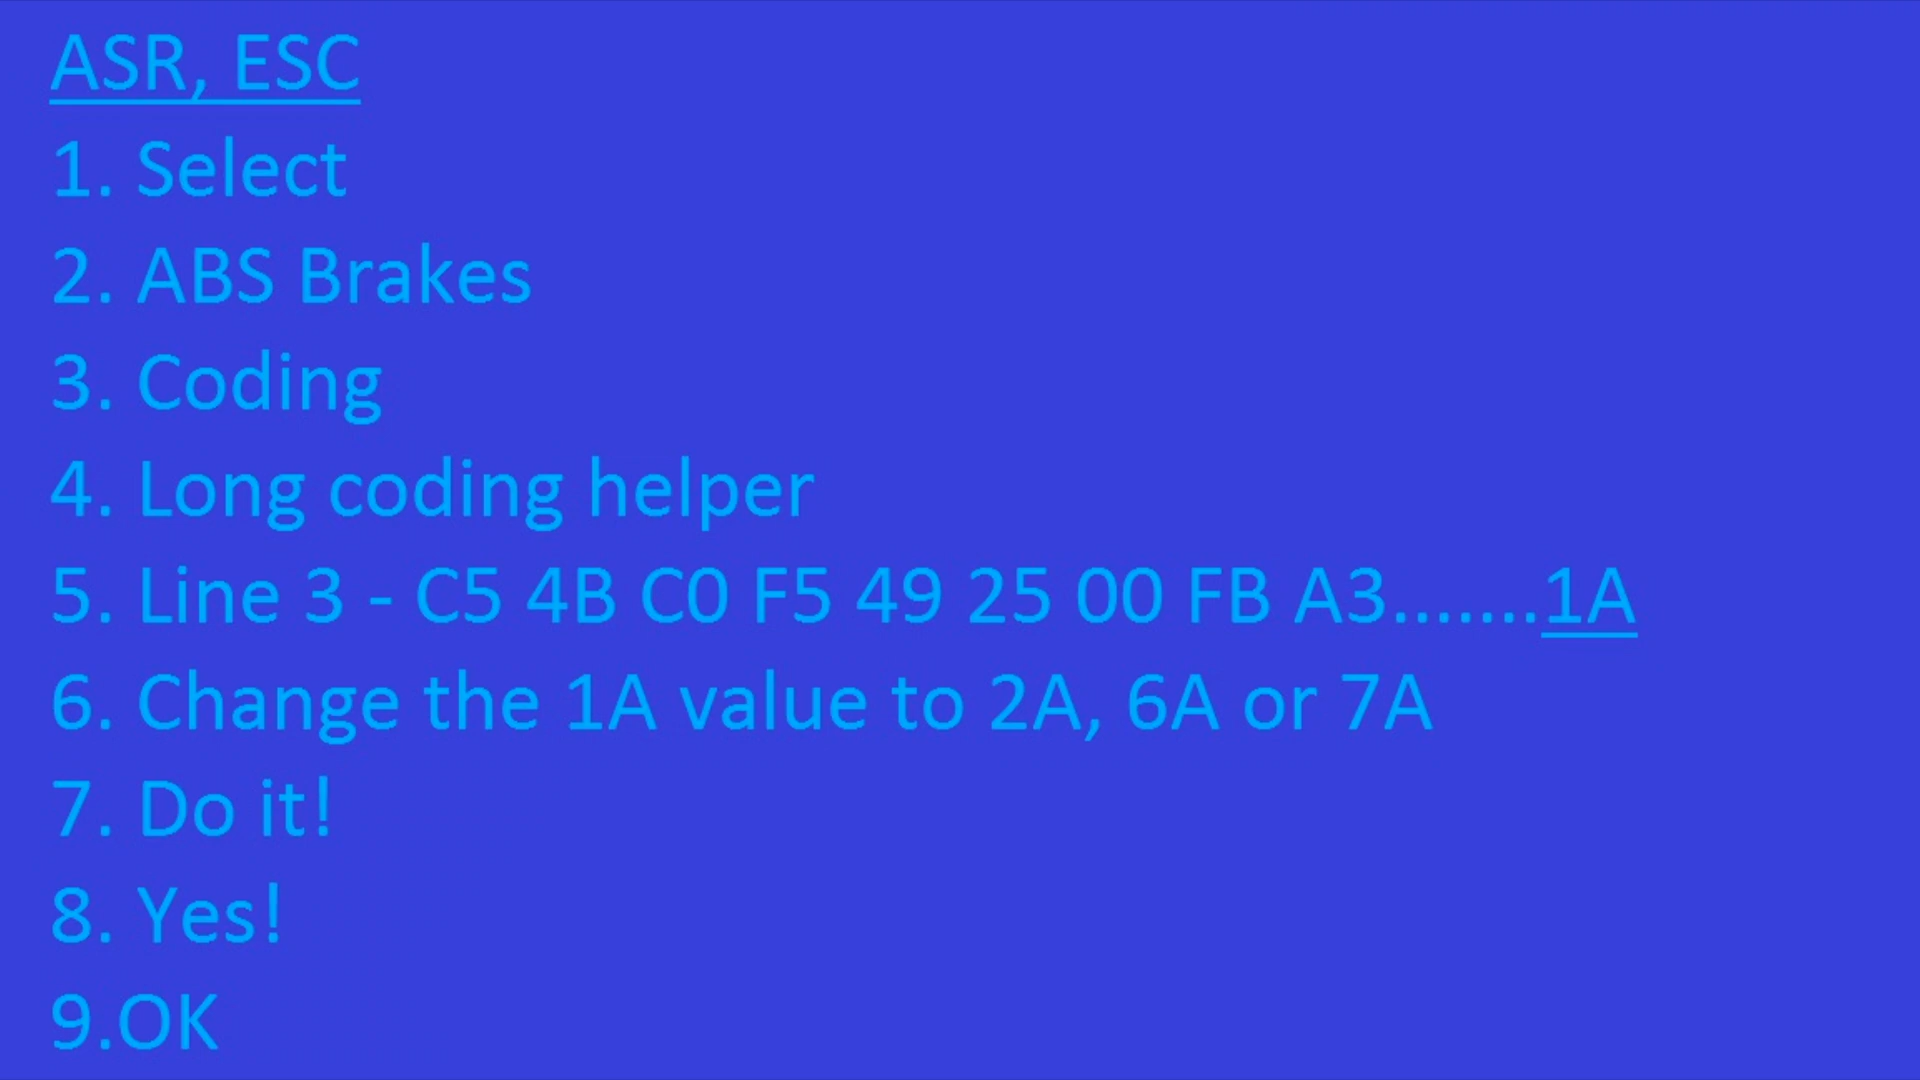 ASR, ESC
1. Select
2. ABS Brakes
3. Coding
4. Long coding helper
5. Line 3 - C5 4B C0 F5 49 25 00 FB A3.......1A
6. Change the 1A value to 2A, 6A or 7A
7. Do it!
8. Yes!
9.OK